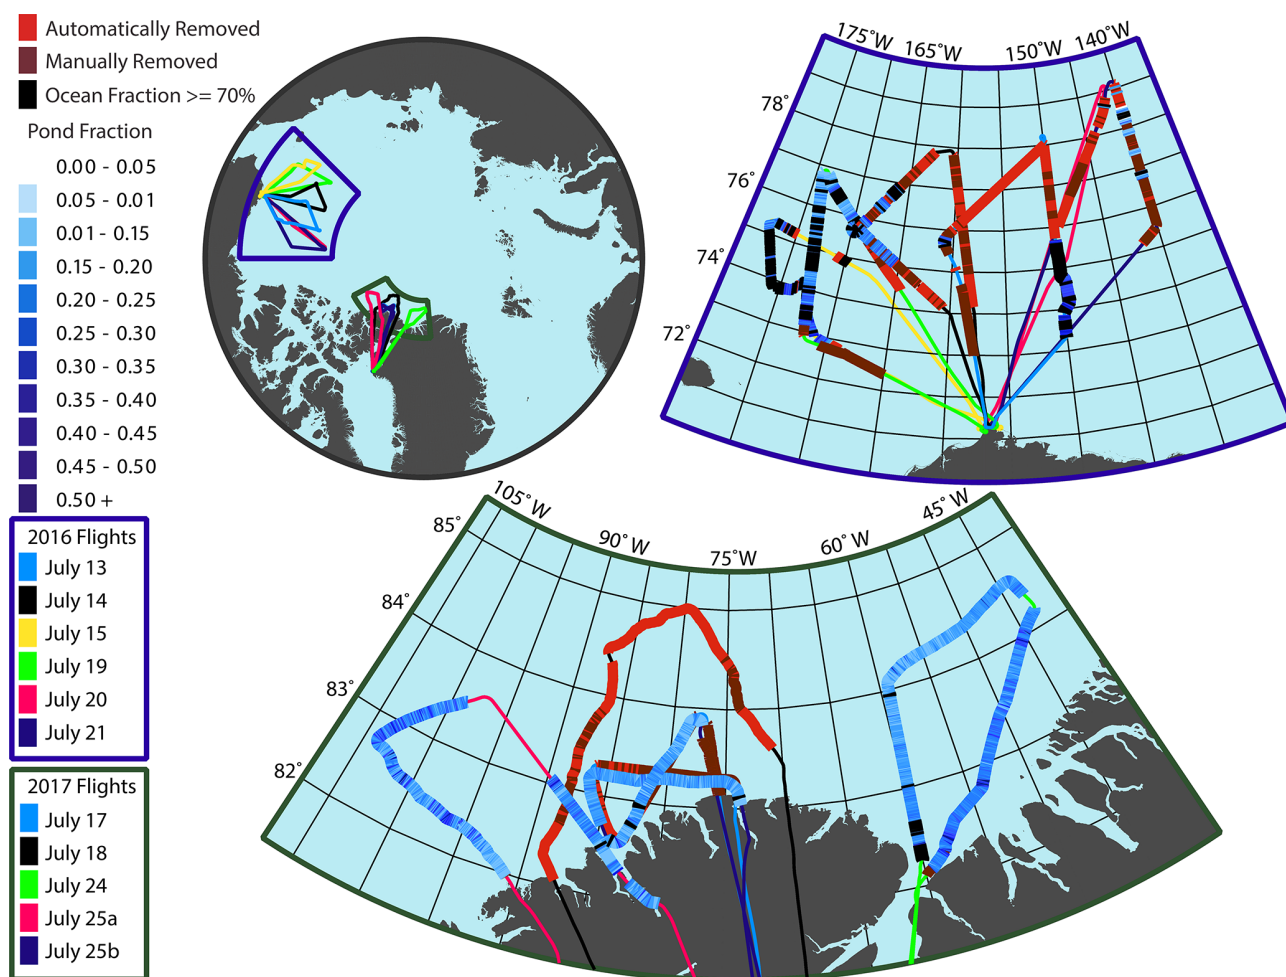 Automatically Removed
Manually Removed
Ocean Fraction >= 70%
Pond Fraction
0.00 - 0.05
0.05 - 0.01
0.01 - 0.15
0.15 - 0.20
0.20 - 0.25
0.25 - 0.30
0.30 - 0.35
0.35 - 0.40
0.40 - 0.45
0.45 - 0.50
0.50 +
2016 Flights
July 13
July 14
July 15
July 19
July 20
July 21
2017 Flights
July 17
July 18
July 24
July 25a
July 25b
175˚W 165˚W 150˚W 140˚W
78˚
76˚
74˚
72˚
105˚W 90˚W 75˚W 60˚W 45˚W
85˚
84˚
83˚
82˚